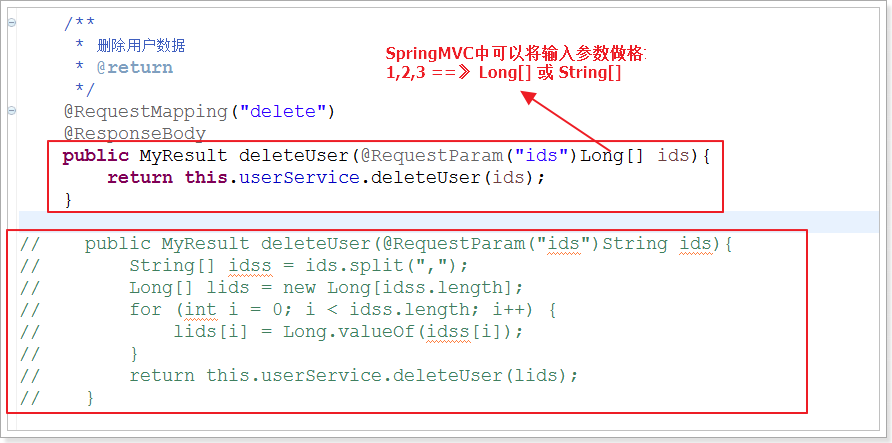 /**
 * 删除用户数据
 * @return
 */
SpringMVC中可以将输入参数做格:
1,2,3 ==》 Long[] 或 String[]
@RequestMapping("delete")
@ResponseBody
public MyResult deleteUser(@RequestParam("ids")Long[] ids){
    return this.userService.deleteUser(ids);
}
//    public MyResult deleteUser(@RequestParam("ids")String ids){
//        String[] idss = ids.split(",");
//        Long[] lids = new Long[idss.length];
//        for (int i = 0; i < idss.length; i++) {
//            lids[i] = Long.valueOf(idss[i]);
//        }
//        return this.userService.deleteUser(lids);
//    }